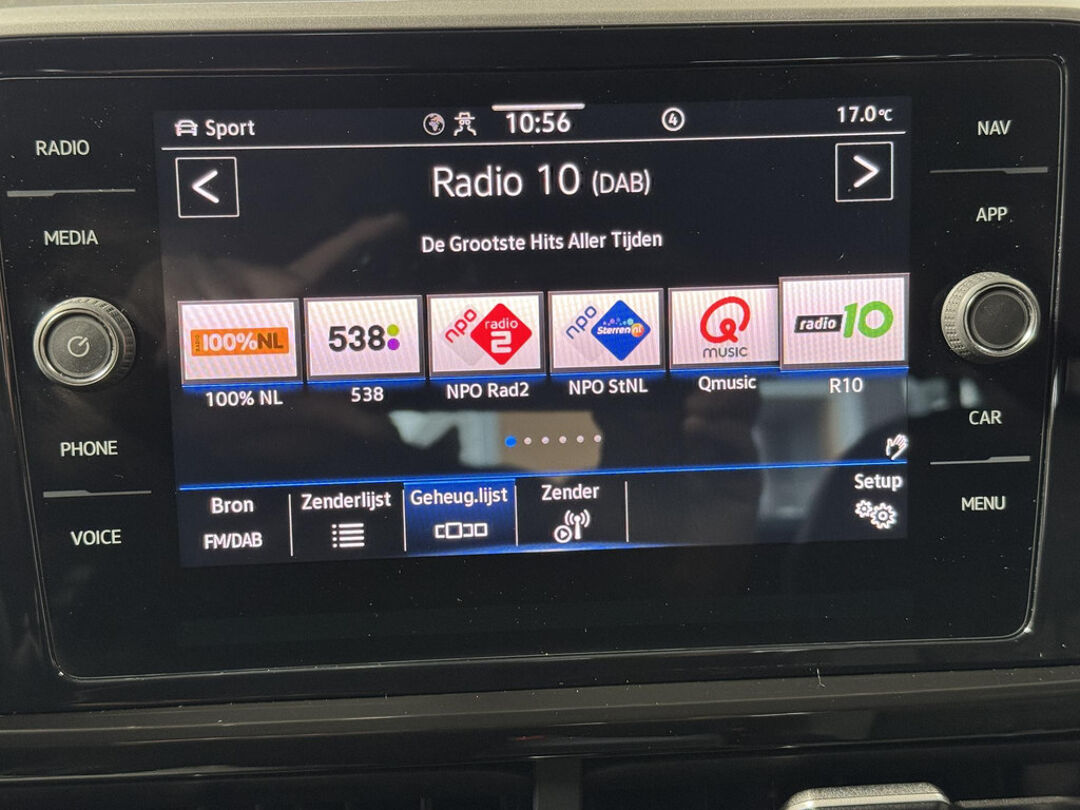 RADIO
MEDIA
PHONE
VOICE
Sport
10:56
4
17.0°C
Radio 10 (DAB)
De Grootste Hits Aller Tijden
100%NL
538
npo radio 2
npo Sterren nl
Q MUSIC
radio 10
100% NL
538
NPO Rad2
NPO StNL
Qmusic
R10
Bron
FM/DAB
Zenderlijst
Geheug.lijst
Zender
Setup
NAV
APP
CAR
MENU